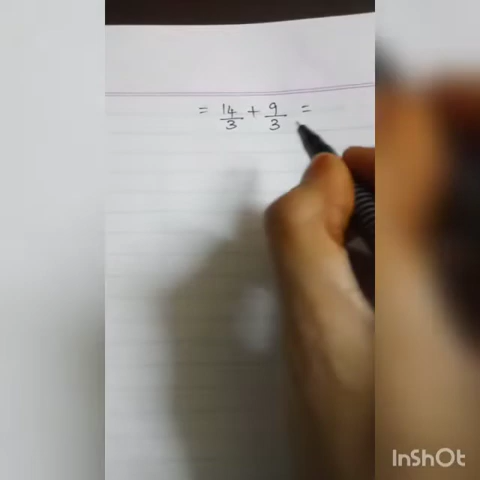 = 14/3 + 9/3 =
InShOt